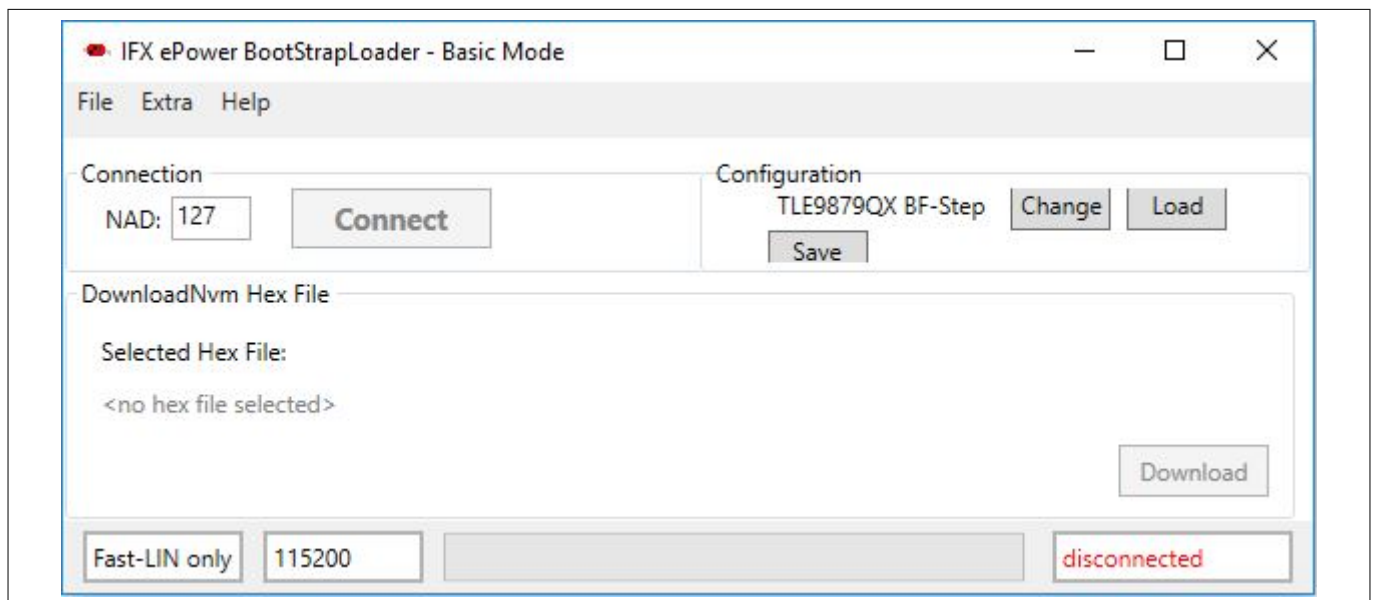 IFX ePower BootStrapLoader - Basic Mode
File Extra Help
Connection
NAD: 127 Connect
Configuration
TLE9879QX BF-Step Change Load
Save
DownloadNvm Hex File
Selected Hex File:
<no hex file selected>
Download
Fast-LIN only 115200 disconnected